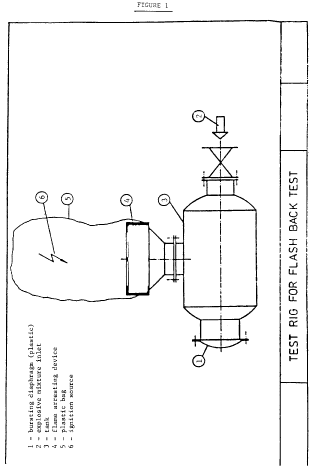 FIGURE 1
1 - bursting diaphragm (plastic)
2 - explosive mixture inlet
3 - tank
4 - flame arresting device
5 - plastic bag
6 - ignition source
6
5
4
3
2
1
TEST RIG FOR FLASH BACK TEST